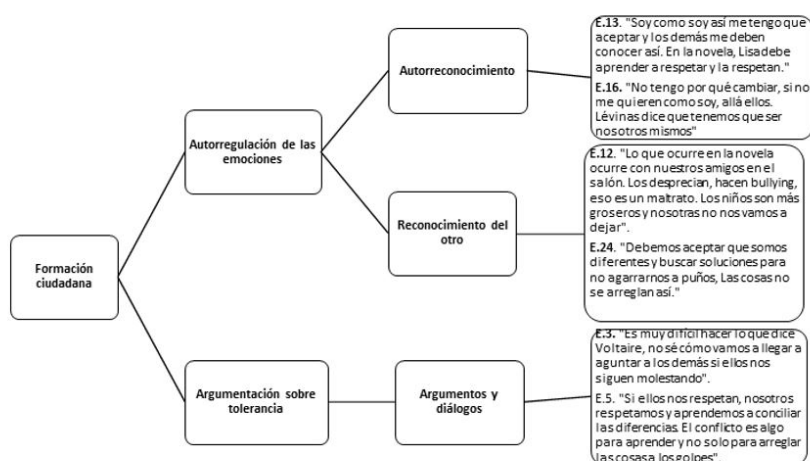 Formación
ciudadana
Autorregulación de las
emociones
Autorreconocimiento
E.13. "Soy como soy así me tengo que
aceptar y los demás me deben
conocer así. En la novela, Lisa debe
aprender a respetar y la respetan."
E.16. "No tengo por qué cambiar, si no
me quieren como soy, allá ellos.
Lévinas dice que tenemos que ser
nosotros mismos"
Reconocimiento del
otro
E.12. "Lo que ocurre en la novela
ocurre con nuestros amigos en el
salón. Los desprecian, hacen bullying,
eso es un maltrato. Los niños son más
groseros y nosotras no nos vamos a
dejar".
E.24. "Debemos aceptar que somos
diferentes y buscar soluciones para
no agarrarnos a puños, Las cosas no
se arreglan así."
Argumentación sobre
tolerancia
Argumentos y
diálogos
E.3. "Es muy difícil hacer lo que dice
Voltaire, no sé cómo vamos a llegar a
aguntar a los demás si ellos nos
siguen molestando".
E.5. "Si ellos nos respetan, nosotros
respetamos y aprendemos a conciliar
las diferencias. El conflicto es algo
para aprender y no solo para arreglar
las cosas a los golpes".